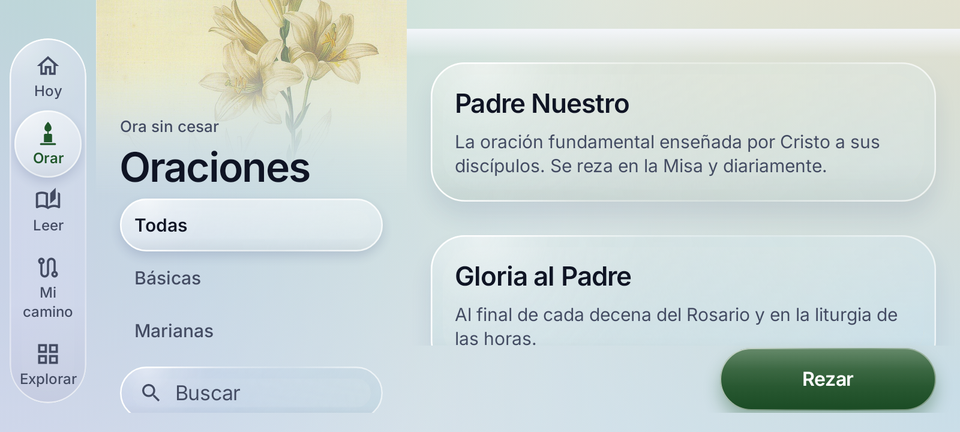 Hoy
Orar
Leer
Mi
camino
Explorar
Ora sin cesar
Oraciones
Todas
Básicas
Marianas
Buscar
Padre Nuestro
La oración fundamental enseñada por Cristo a sus
discípulos. Se reza en la Misa y diariamente.
Gloria al Padre
Al final de cada decena del Rosario y en la liturgia de
las horas.
Rezar